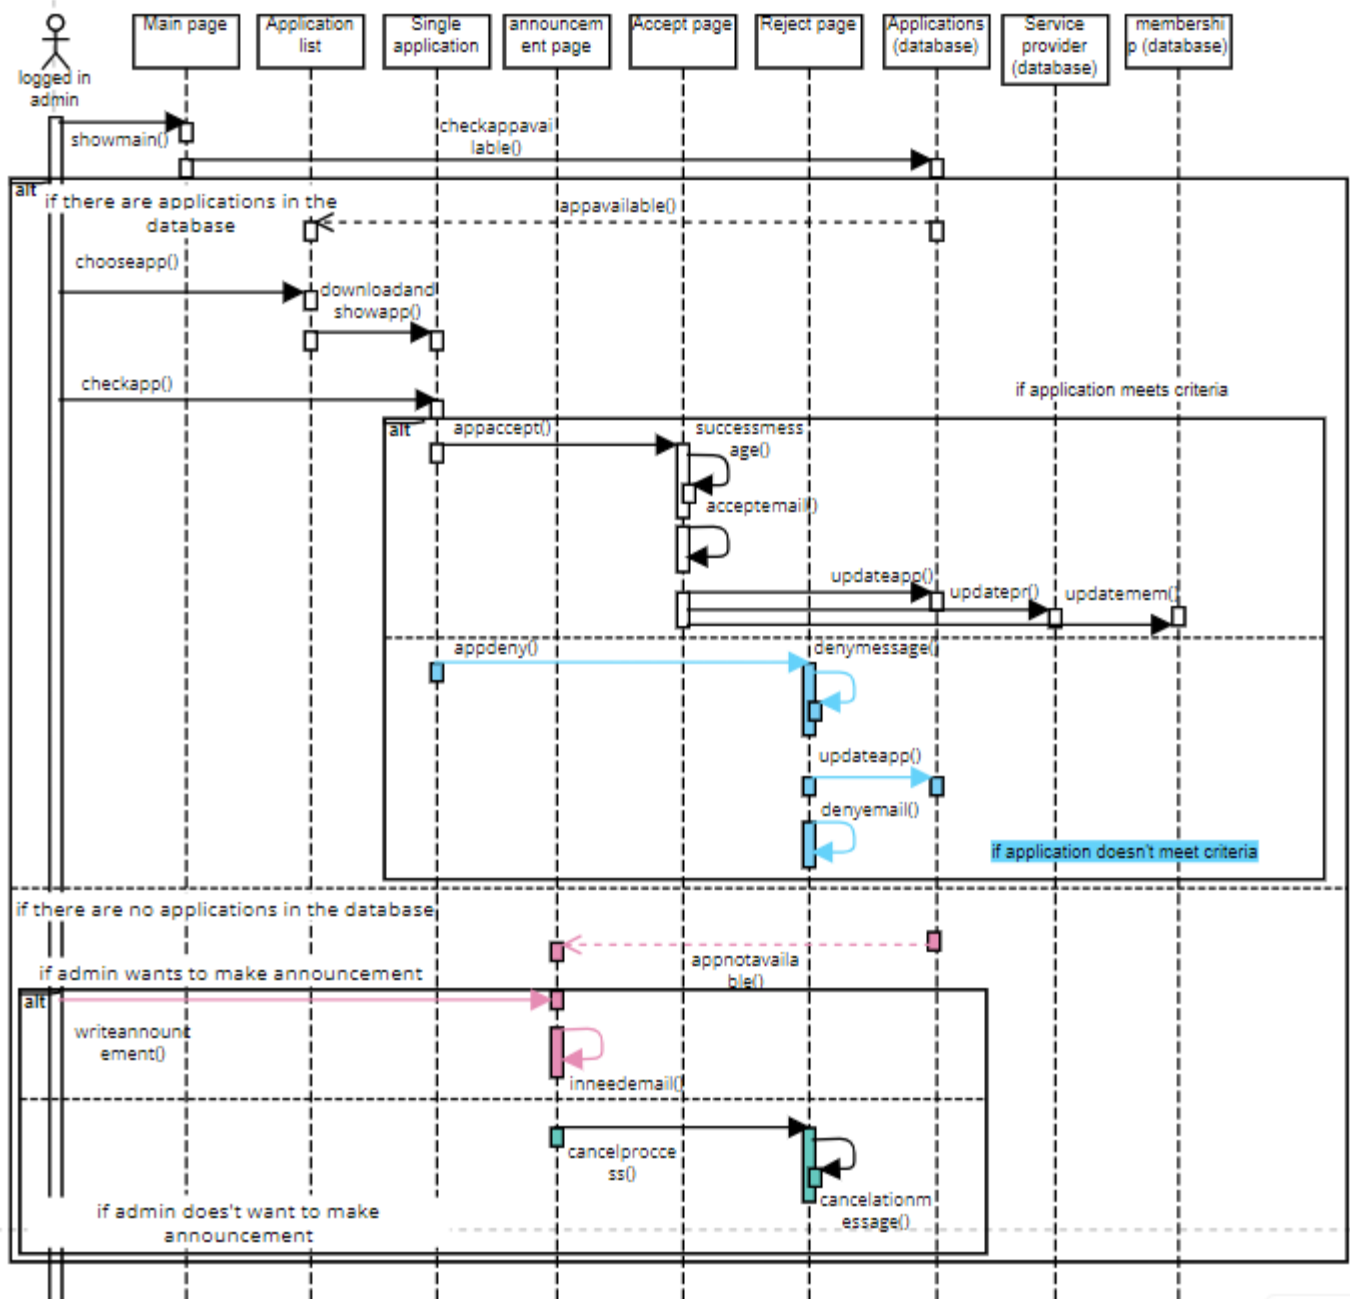 logged in
admin
Main page
Application
list
Single
application
announcem
ent page
Accept page
Reject page
Applications
(database)
Service
provider
(database)
membershi
p (database)
showmain()
checkappavai
lable()
alt
if there are applications in the
database
appavailable()
chooseapp()
downloadand
showapp()
checkapp()
if application meets criteria
alt
appaccept()
successmess
age()
acceptemail()
updateapp()
updatepr()
updatemem()
appdeny()
denymessage()
updateapp()
denyemail()
if application doesn't meet criteria
if there are no applications in the database
appnotavaila
ble()
if admin wants to make announcement
alt
writeannount
ement()
inneedemail()
cancelprocce
ss()
cancelationm
essage()
if admin does't want to make
announcement